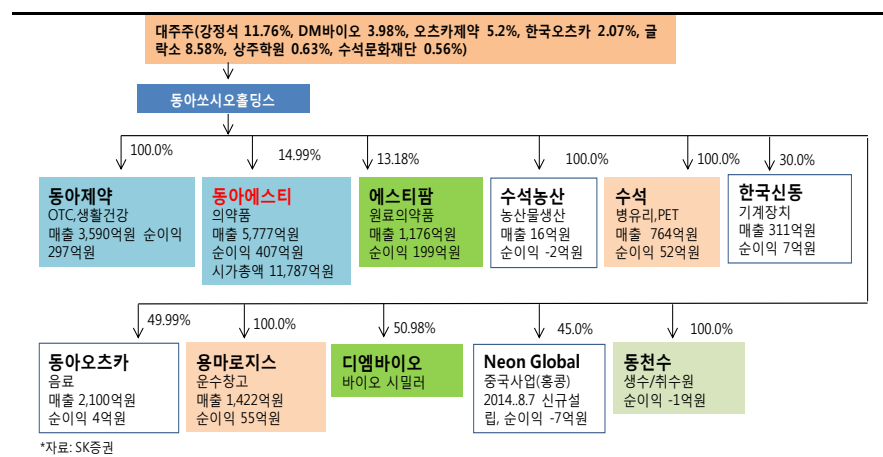 대주주(강정석 11.76%, DM바이오 3.98%, 오츠카제약 5.2%, 한국오츠카 2.07%, 글
락소 8.58%, 상주학원 0.63%, 수석문화재단 0.56%)
동아쏘시오홀딩스
100.0%
14.99%
13.18%
100.0%
100.0%
30.0%
동아제약
OTC,생활건강
매출 3,590억원 순이익
297억원
동아에스티
의약품
매출 5,777억원
순이익 407억원
시가총액 11,787억원
에스티팜
원료의약품
매출 1,176억원
순이익 199억원
수석농산
농산물생산
매출 16억원
순이익 -2억원
수석
병유리,PET
매출 764억원
순이익 52억원
한국신동
기계장치
매출 311억원
순이익 7억원
49.99%
100.0%
50.98%
45.0%
100.0%
동아오츠카
음료
매출 2,100억원
순이익 4억원
용마로지스
운수창고
매출 1,422억원
순이익 55억원
디엠바이오
바이오 시밀러
Neon Global
중국사업(홍콩)
2014..8.7 신규설
립, 순이익 -7억원
동천수
생수/취수원
순이익 -1억원
*자료: SK증권